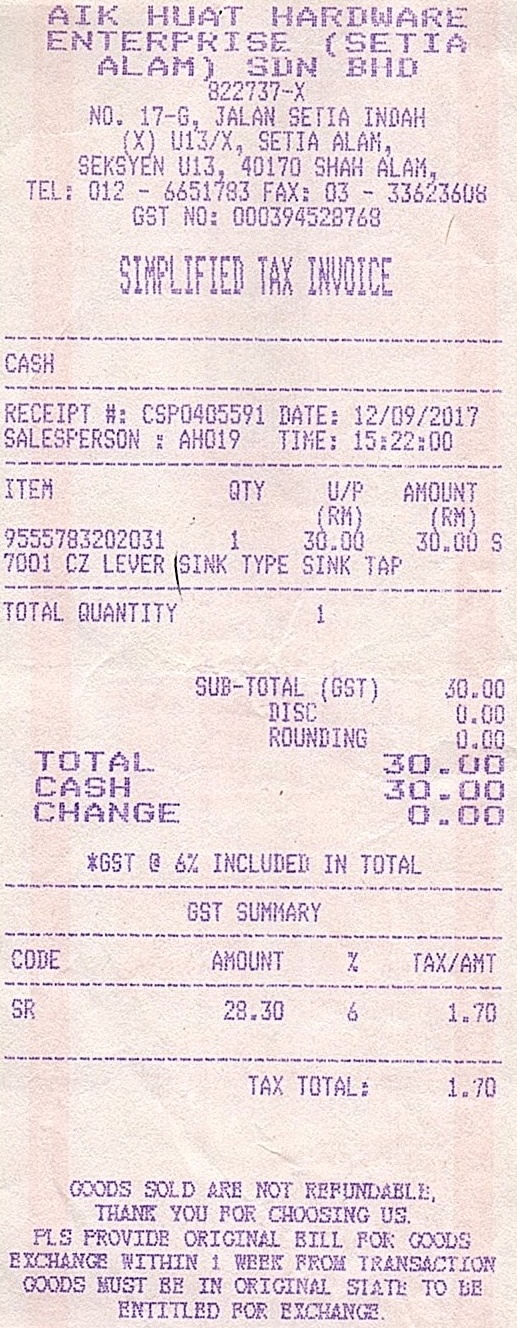 AIK HUAT HARDWARE
ENTERPRISE (SETIA
ALAM) SDN BHD
822737-X
NO. 17-G, JALAN SETIA INDAH
(X) U13/X, SETIA ALAM,
SEKSYEN U13, 40170 SHAH ALAM,
TEL: 012 - 6651783 FAX: 03 - 33623608
GST NO: 000394528768
SIMPLIFIED TAX INVOICE
CASH
RECEIPT #: CSP0405591 DATE: 12/09/2017
SALESPERSON : AH019 TIME: 15:22:00
ITEM QTY U/P AMOUNT
(RM) (RM)
9555783202031 1 30.00 30.00 S
7001 CZ LEVER SINK TYPE SINK TAP
TOTAL QUANTITY 1
SUB-TOTAL (GST) 30.00
DISC 0.00
ROUNDING 0.00
TOTAL 30.00
CASH 30.00
CHANGE 0.00
*GST @ 6% INCLUDED IN TOTAL
GST SUMMARY
CODE AMOUNT % TAX/AMT
SR 28.30 6 1.70
TAX TOTAL: 1.70
GOODS SOLD ARE NOT REFUNDABLE,
THANK YOU FOR CHOOSING US.
PLS PROVIDE ORIGINAL BILL FOR GOODS
EXCHANGE WITHIN 1 WEEK FROM TRANSACTION
GOODS MUST BE IN ORIGINAL STATE TO BE
ENTITLED FOR EXCHANGE.